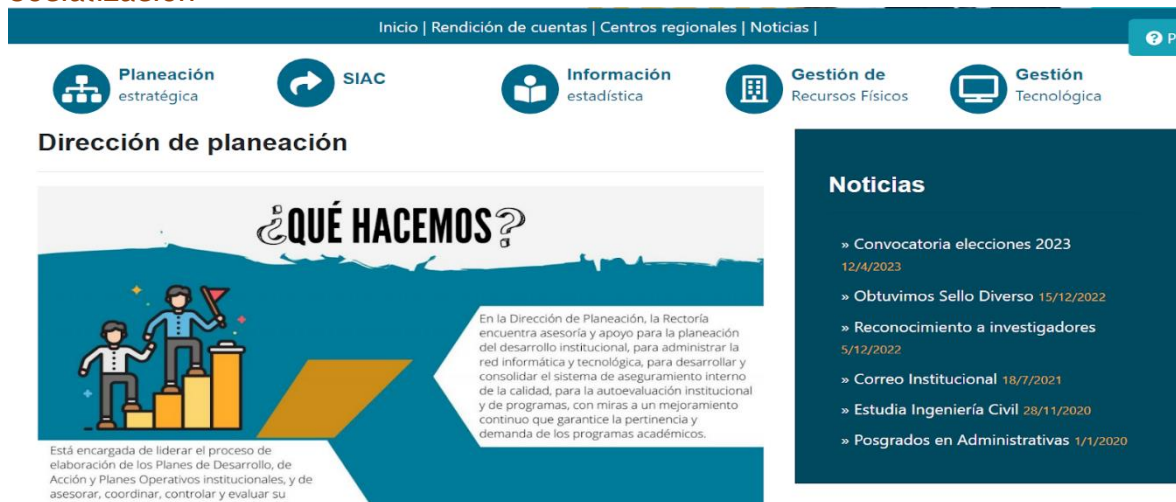 socialización
Inicio | Rendición de cuentas | Centros regionales | Noticias |
P
Planeación
estratégica
SIAC
Información
estadística
Gestión de
Recursos Físicos
Gestión
Tecnológica
Dirección de planeación
¿QUÉ HACEMOS?
En la Dirección de Planeación, la Rectoría
encuentra asesoría y apoyo para la planeación
del desarrollo institucional, para administrar la
red informática y tecnológica, para desarrollar y
consolidar el sistema de aseguramiento interno
de la calidad, para la autoevaluación institucional
y de programas, con miras a un mejoramiento
continuo que garantice la pertinencia y
demanda de los programas académicos.
Está encargada de liderar el proceso de
elaboración de los Planes de Desarrollo, de
Acción y Planes Operativos institucionales, y de
asesorar, coordinar, controlar y evaluar su
Noticias
» Convocatoria elecciones 2023
12/4/2023
» Obtuvimos Sello Diverso 15/12/2022
» Reconocimiento a investigadores
5/12/2022
» Correo Institucional 18/7/2021
» Estudia Ingeniería Civil 28/11/2020
» Posgrados en Administrativas 1/1/2020